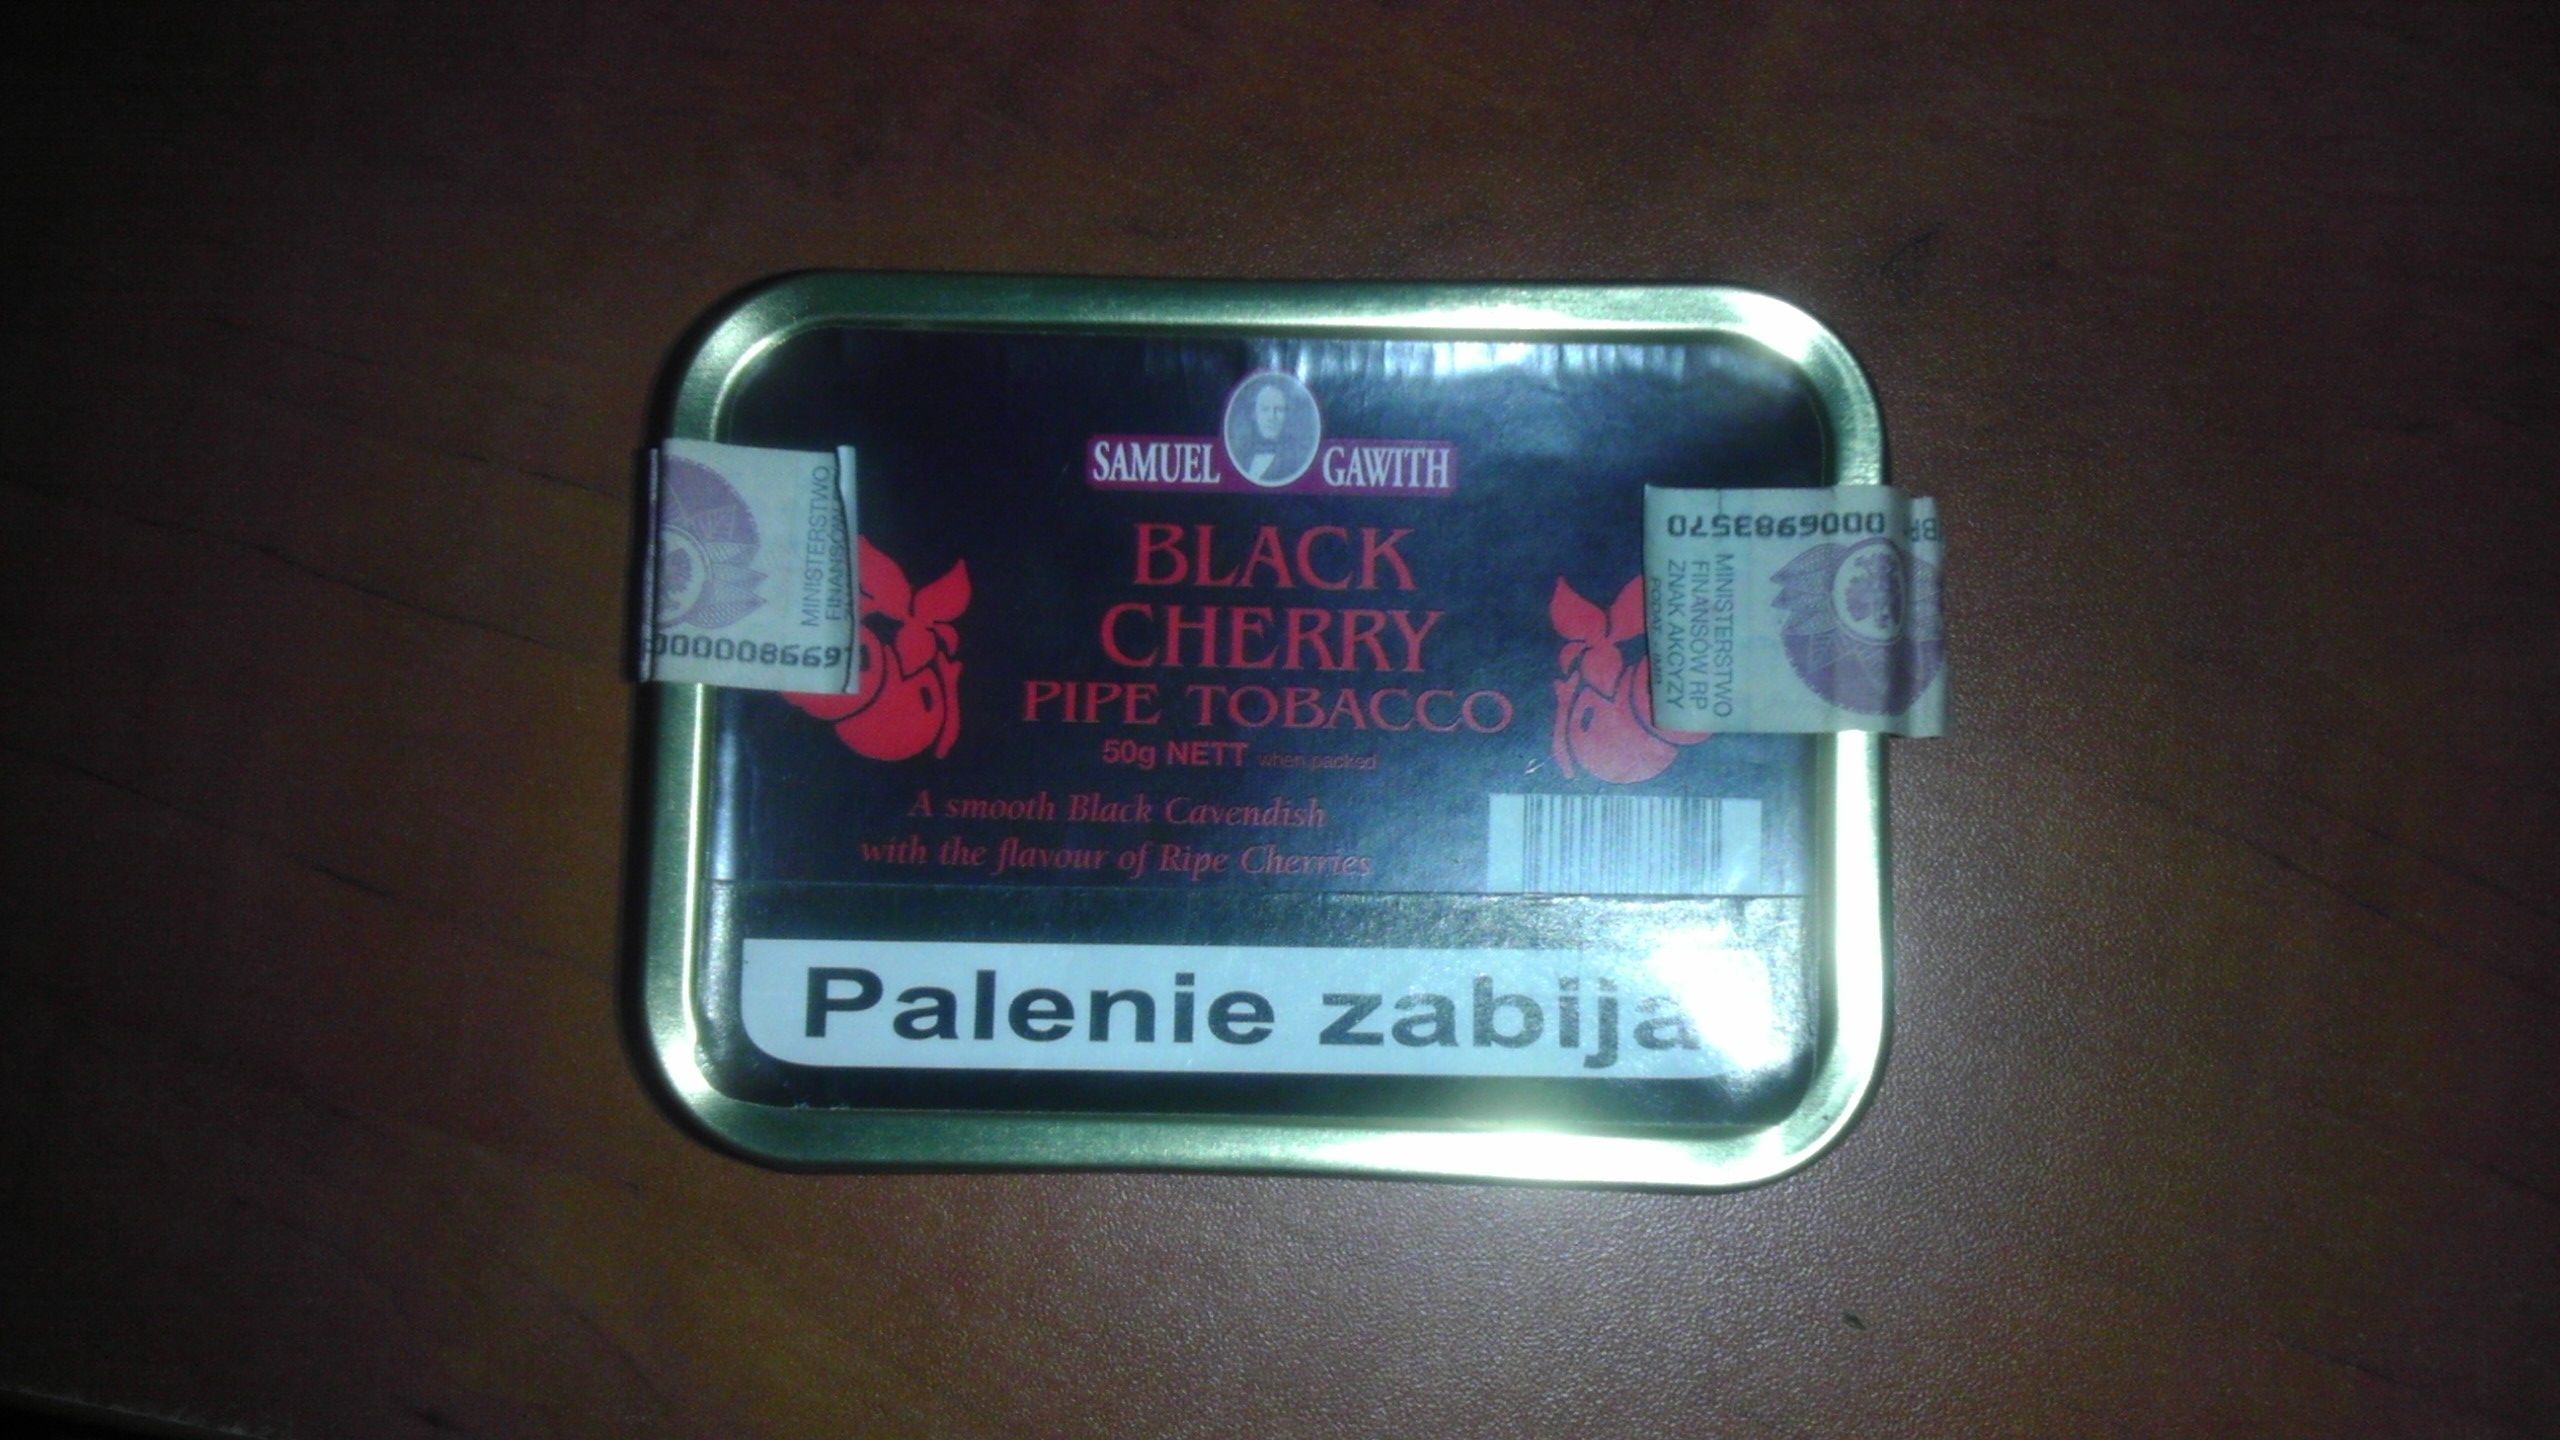 SAMUEL GAWITH
BLACK
CHERRY
PIPE TOBACCO
50g NETT when packed
A smooth Black Cavendish
with the flavour of Ripe Cherries
Palenie zabija
MINISTERSTWO
FINANSÓW
00069983570
MINISTERSTWO
FINANSÓW RP
ZNAK AKCYZY